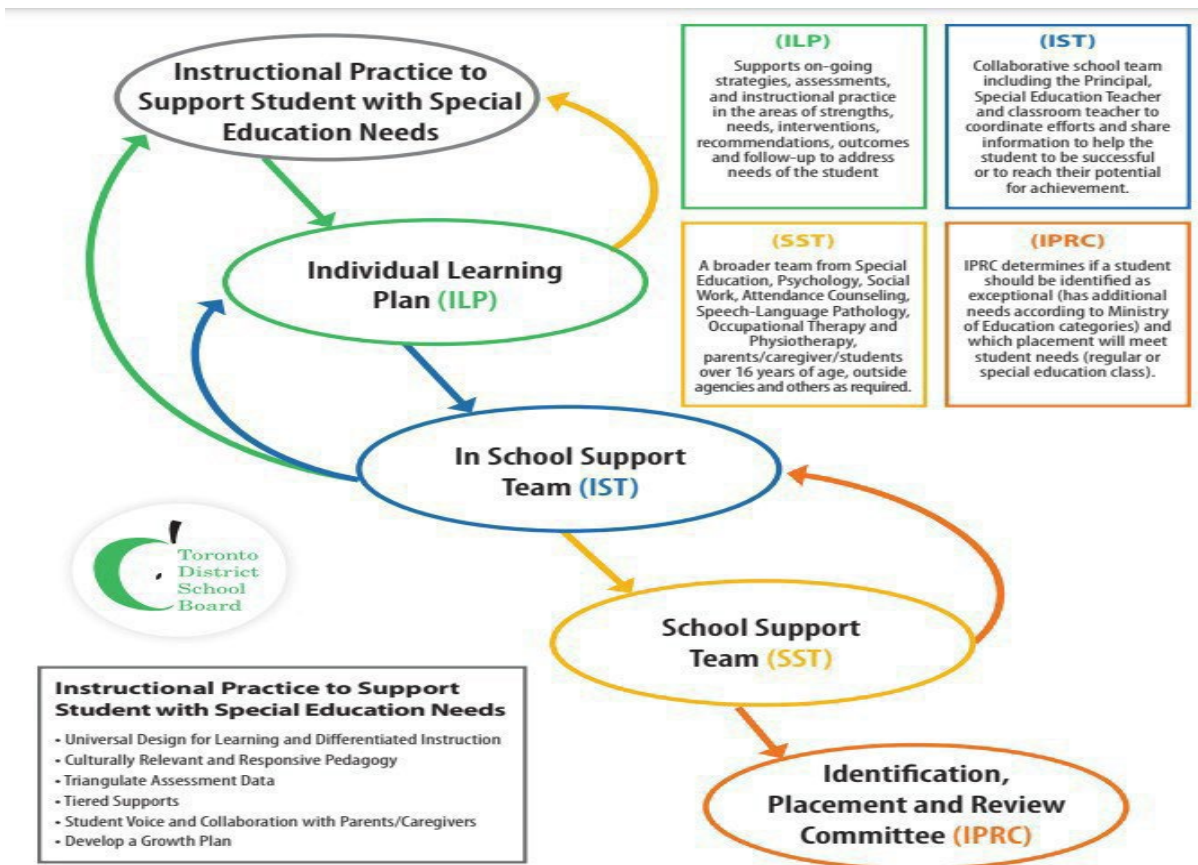 Instructional Practice to
Support Student with Special
Education Needs
Individual Learning
Plan (ILP)
In School Support
Team (IST)
School Support
Team (SST)
Identification,
Placement and Review
Committee (IPRC)
(ILP)
Supports on-going
strategies, assessments,
and instructional practice
in the areas of strengths,
needs, interventions,
recommendations, outcomes
and follow-up to address
needs of the student
(IST)
Collaborative school team
including the Principal,
Special Education Teacher
and classroom teacher to
coordinate efforts and share
information to help the
student to be successful
or to reach their potential
for achievement.
(SST)
A broader team from Special
Education, Psychology, Social
Work, Attendance Counseling,
Speech-Language Pathology,
Occupational Therapy and
Physiotherapy,
parents/caregiver/students
over 16 years of age, outside
agencies and others as required.
(IPRC)
IPRC determines if a student
should be identified as
exceptional (has additional
needs according to Ministry
of Education categories) and
which placement will meet
student needs (regular or
special education class).
Toronto
District
School
Board
Instructional Practice to Support
Student with Special Education Needs
• Universal Design for Learning and Differentiated Instruction
• Culturally Relevant and Responsive Pedagogy
• Triangulate Assessment Data
• Tiered Supports
• Student Voice and Collaboration with Parents/Caregivers
• Develop a Growth Plan